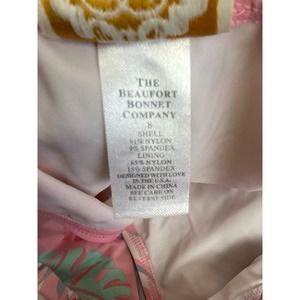 THE
BEAUFORT
BONNET
COMPANY
8
SHELL
91% NYLON
9% SPANDEX
LINING
85% NYLON
15% SPANDEX
DESIGNED WITH LOVE
IN THE U.S.A.
MADE IN CHINA
SEE CARE ON
REVERSE SIDE